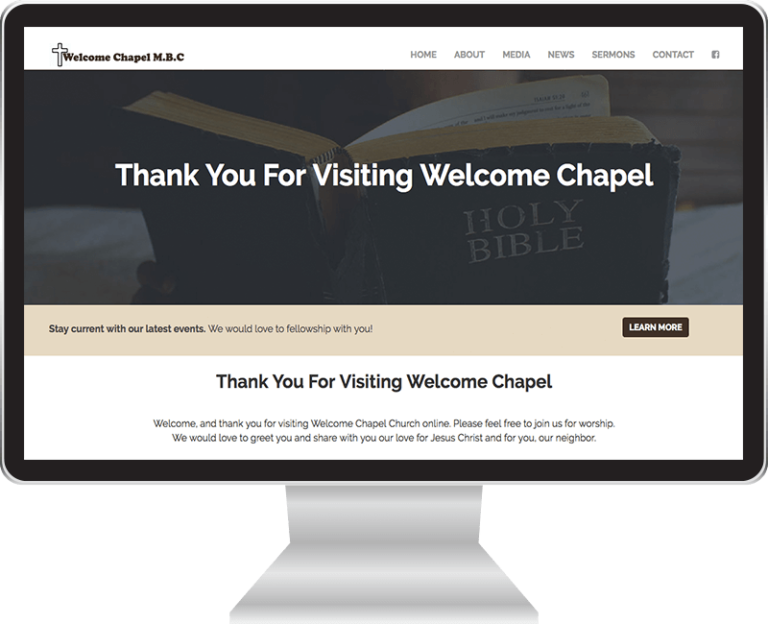 Welcome Chapel M.B.C
HOME ABOUT MEDIA NEWS SERMONS CONTACT
Thank You For Visiting Welcome Chapel
HOLY
BIBLE
Stay current with our latest events. We would love to fellowship with you!
LEARN MORE
Thank You For Visiting Welcome Chapel
Welcome, and thank you for visiting Welcome Chapel Church online. Please feel free to join us for worship.
We would love to greet you and share with you our love for Jesus Christ and for you, our neighbor.